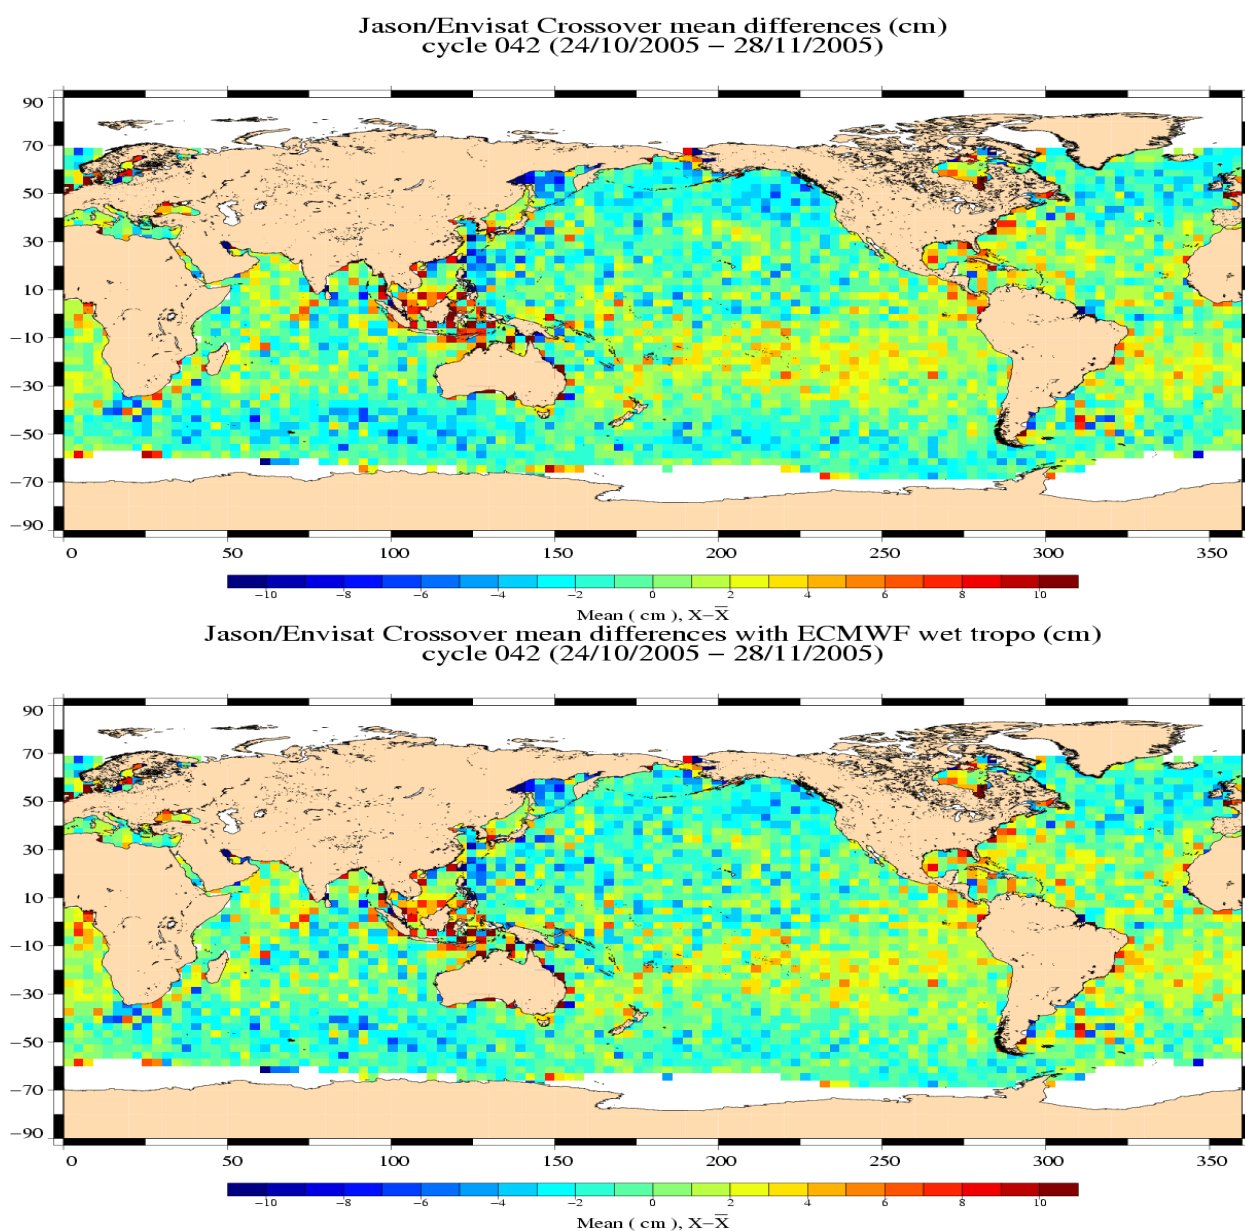 Jason/Envisat Crossover mean differences (cm)
cycle 042 (24/10/2005 – 28/11/2005)
90
70
50
30
10
−10
−30
−50
−70
−90
0 50 100 150 200 250 300 350
−10 −8 −6 −4 −2 0 2 4 6 8 10
Mean ( cm ), X−X̅
Jason/Envisat Crossover mean differences with ECMWF wet tropo (cm)
cycle 042 (24/10/2005 – 28/11/2005)
90
70
50
30
10
−10
−30
−50
−70
−90
0 50 100 150 200 250 300 350
−10 −8 −6 −4 −2 0 2 4 6 8 10
Mean ( cm ), X−X̅